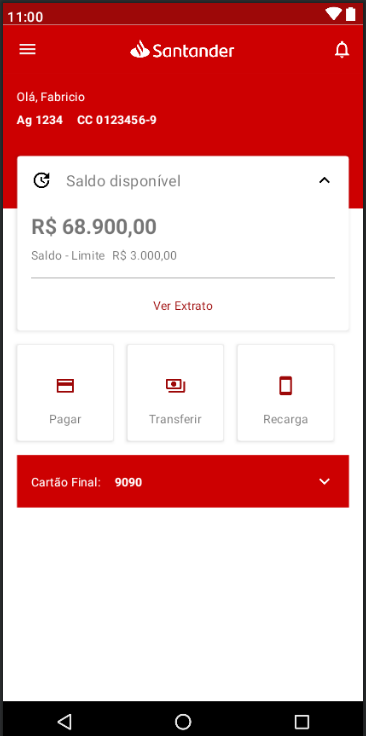 11:00
Santander
Olá, Fabricio
Ag 1234 CC 0123456-9
Saldo disponível
R$ 68.900,00
Saldo - Limite R$ 3.000,00
Ver Extrato
Pagar Transferir Recarga
Cartão Final: 9090